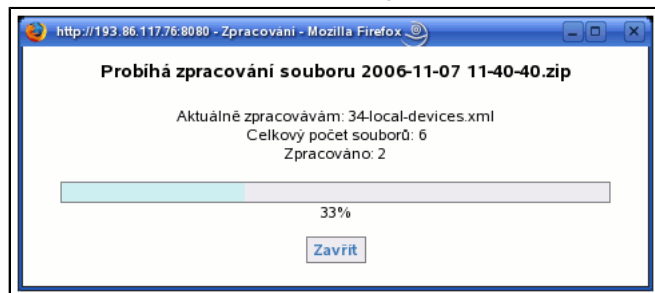 http://193.86.117.76:8080 - Zpracování - Mozilla Firefox
Probíhá zpracování souboru 2006-11-07 11-40-40.zip
Aktuálně zpracovávám: 34-local-devices.xml
Celkový počet souborů: 6
Zpracováno: 2
33%
Zavřít